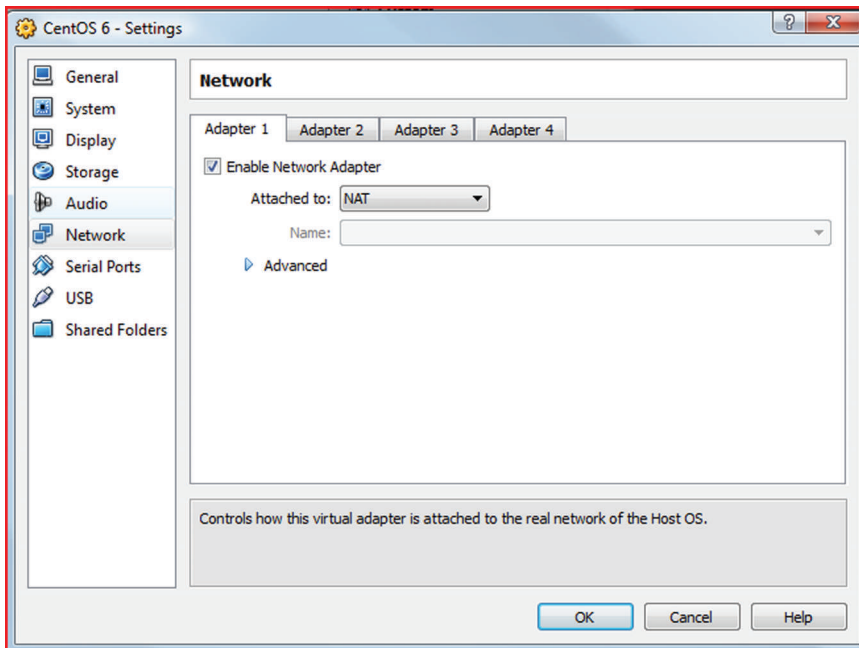 CentOS 6 - Settings
?
X
General
System
Display
Storage
Audio
Network
Serial Ports
USB
Shared Folders
Network
Adapter 1
Adapter 2
Adapter 3
Adapter 4
Enable Network Adapter
Attached to: NAT
Name:
Advanced
Controls how this virtual adapter is attached to the real network of the Host OS.
OK
Cancel
Help